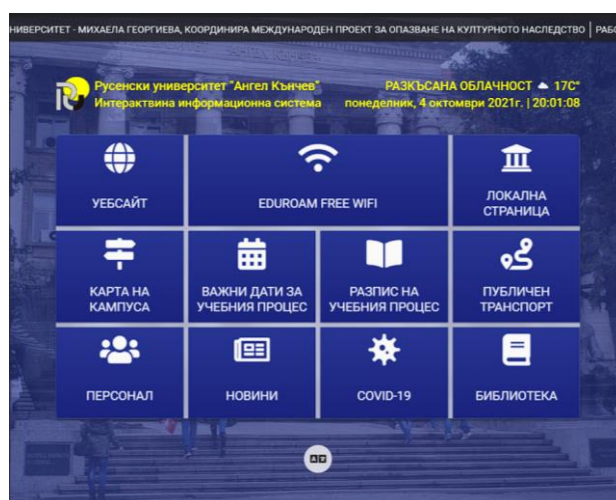 НИВЕРСИТЕТ - МИХАЕЛА ГЕОРГИЕВА, КООРДИНИРА МЕЖДУНАРОДЕН ПРОЕКТ ЗА ОПАЗВАНЕ НА КУЛТУРНОТО НАСЛЕДСТВО | РАБО
Русенски университет "Ангел Кънчев"
Интерактвина информационна система
РАЗКЪСАНА ОБЛАЧНОСТ 17C°
понеделник, 4 октомври 2021г. | 20:01:08
УЕБСАЙТ
EDUROAM FREE WIFI
ЛОКАЛНА
СТРАНИЦА
КАРТА НА
КАМПУСА
ВАЖНИ ДАТИ ЗА
УЧЕБНИЯ ПРОЦЕС
РАЗПИС НА
УЧЕБНИЯ ПРОЦЕС
ПУБЛИЧЕН
ТРАНСПОРТ
ПЕРСОНАЛ
НОВИНИ
COVID-19
БИБЛИОТЕКА